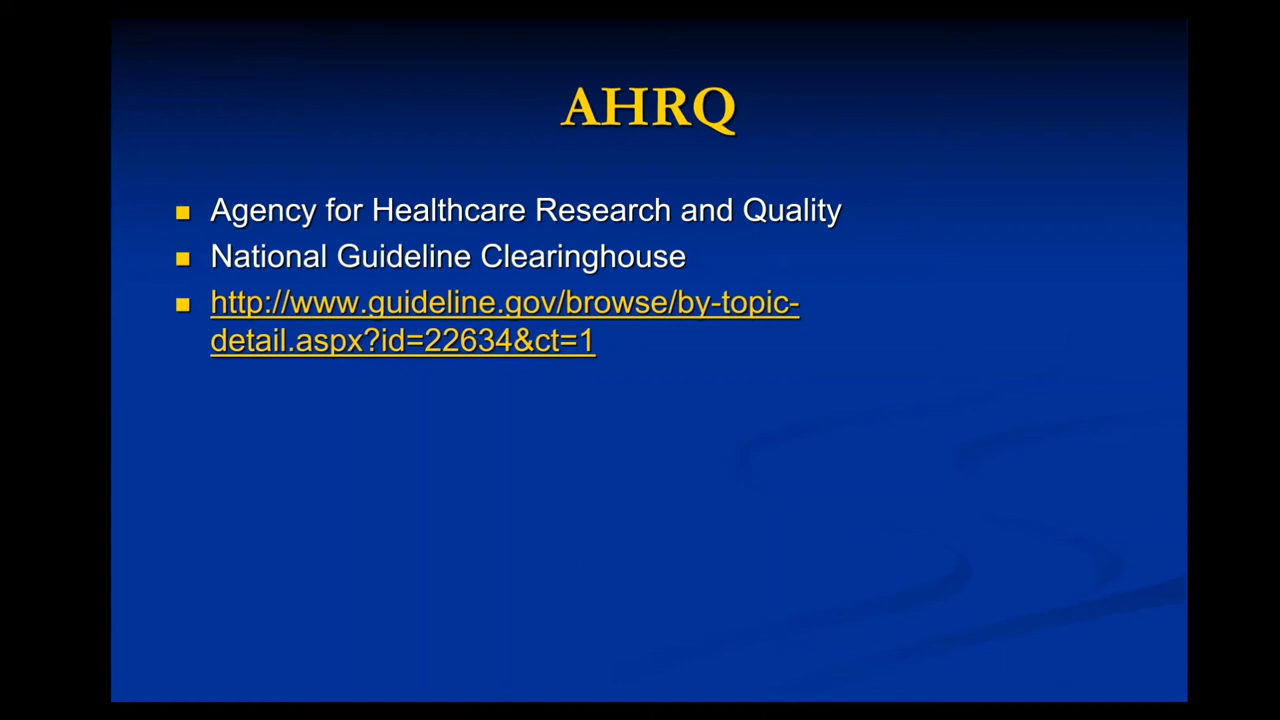 AHRQ
Agency for Healthcare Research and Quality
National Guideline Clearinghouse
http://www.guideline.gov/browse/by-topic-
detail.aspx?id=22634&ct=1